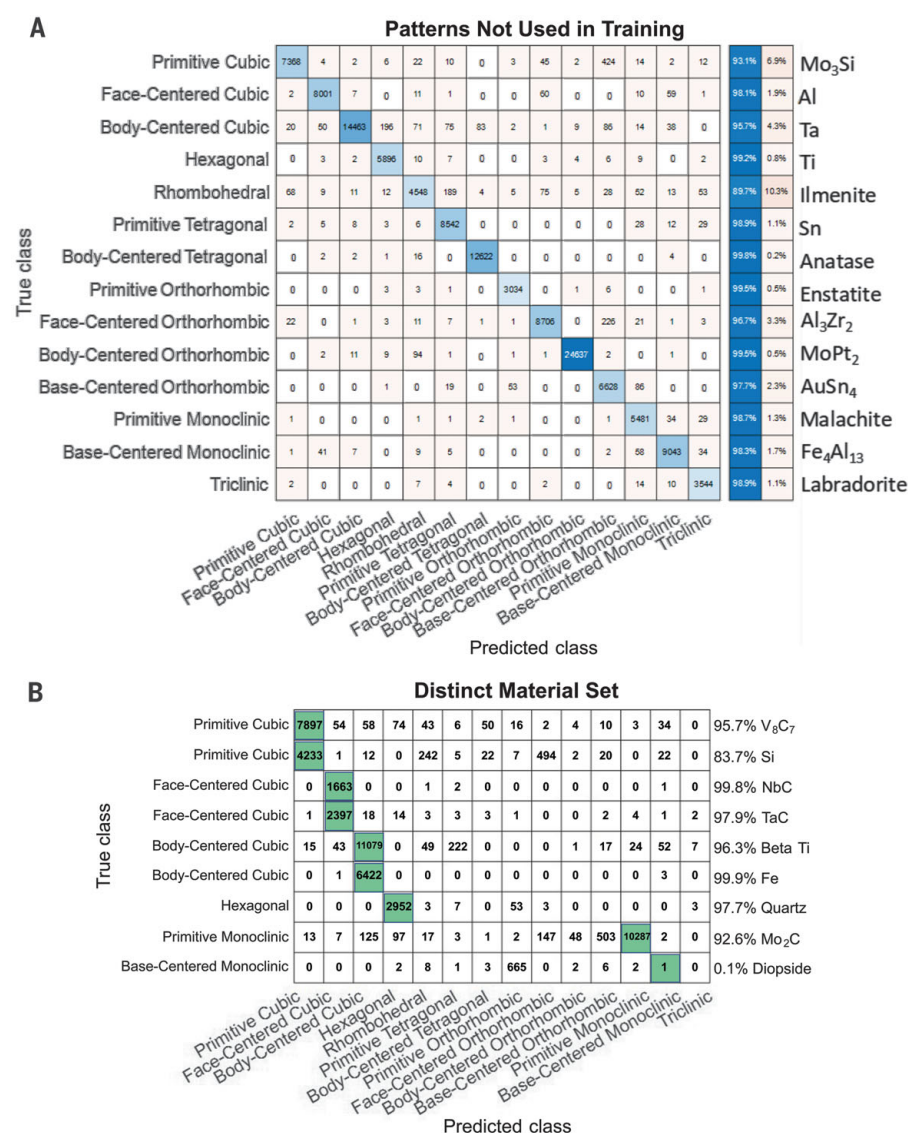 A
Patterns Not Used in Training
True class
Primitive Cubic 7368 4 2 6 22 10 0 3 45 2 424 14 2 12 93.1% 6.9% Mo₃Si
Face-Centered Cubic 2 8001 7 0 11 1 0 0 60 0 0 10 59 1 98.1% 1.9% Al
Body-Centered Cubic 20 50 14463 196 71 75 83 2 1 9 86 14 38 0 95.7% 4.3% Ta
Hexagonal 0 3 2 5896 10 7 0 0 3 4 6 9 0 2 99.2% 0.8% Ti
Rhombohedral 68 9 11 12 4548 189 4 5 75 5 28 52 13 53 89.7% 10.3% Ilmenite
Primitive Tetragonal 2 5 8 3 6 8542 0 0 0 0 0 28 12 29 98.9% 1.1% Sn
Body-Centered Tetragonal 0 2 2 1 16 0 12622 0 0 0 0 0 4 0 99.8% 0.2% Anatase
Primitive Orthorhombic 0 0 0 3 3 1 0 3034 0 1 6 0 0 1 99.5% 0.5% Enstatite
Face-Centered Orthorhombic 22 0 1 3 11 7 1 1 8706 0 226 21 1 3 96.7% 3.3% Al₃Zr₂
Body-Centered Orthorhombic 0 2 11 9 94 1 0 1 1 24637 2 0 1 0 99.5% 0.5% MoPt₂
Base-Centered Orthorhombic 0 0 0 1 0 19 0 53 0 0 6628 86 0 0 97.7% 2.3% AuSn₄
Primitive Monoclinic 1 0 0 0 1 1 2 1 0 0 1 5481 34 29 98.7% 1.3% Malachite
Base-Centered Monoclinic 1 41 7 0 9 5 0 0 0 0 2 58 9043 34 98.3% 1.7% Fe₄Al₁₃
Triclinic 2 0 0 0 7 4 0 0 2 0 0 14 10 3544 98.9% 1.1% Labradorite
Primitive Cubic
Face-Centered Cubic
Body-Centered Cubic
Hexagonal
Rhombohedral
Primitive Tetragonal
Body-Centered Tetragonal
Primitive Orthorhombic
Face-Centered Orthorhombic
Body-Centered Orthorhombic
Base-Centered Orthorhombic
Primitive Monoclinic
Base-Centered Monoclinic
Triclinic
Predicted class
B
Distinct Material Set
True class
Primitive Cubic 7897 54 58 74 43 6 50 16 2 4 10 3 34 0 95.7% V₈C₇
Primitive Cubic 4233 1 12 0 242 5 22 7 494 2 20 0 22 0 83.7% Si
Face-Centered Cubic 0 1663 0 0 1 2 0 0 0 0 0 0 1 0 99.8% NbC
Face-Centered Cubic 1 2397 18 14 3 3 3 1 0 0 2 4 1 2 97.9% TaC
Body-Centered Cubic 15 43 11079 0 49 222 0 0 0 1 17 24 52 7 96.3% Beta Ti
Body-Centered Cubic 0 1 6422 0 0 0 0 0 0 0 0 0 3 0 99.9% Fe
Hexagonal 0 0 0 2952 3 7 0 53 3 0 0 0 0 3 97.7% Quartz
Primitive Monoclinic 13 7 125 97 17 3 1 2 147 48 503 10287 2 0 92.6% Mo₂C
Base-Centered Monoclinic 0 0 0 2 8 1 3 665 0 2 6 2 1 0 0.1% Diopside
Primitive Cubic
Face-Centered Cubic
Body-Centered Cubic
Hexagonal
Rhombohedral
Primitive Tetragonal
Body-Centered Tetragonal
Primitive Orthorhombic
Face-Centered Orthorhombic
Body-Centered Orthorhombic
Base-Centered Orthorhombic
Primitive Monoclinic
Base-Centered Monoclinic
Triclinic
Predicted class